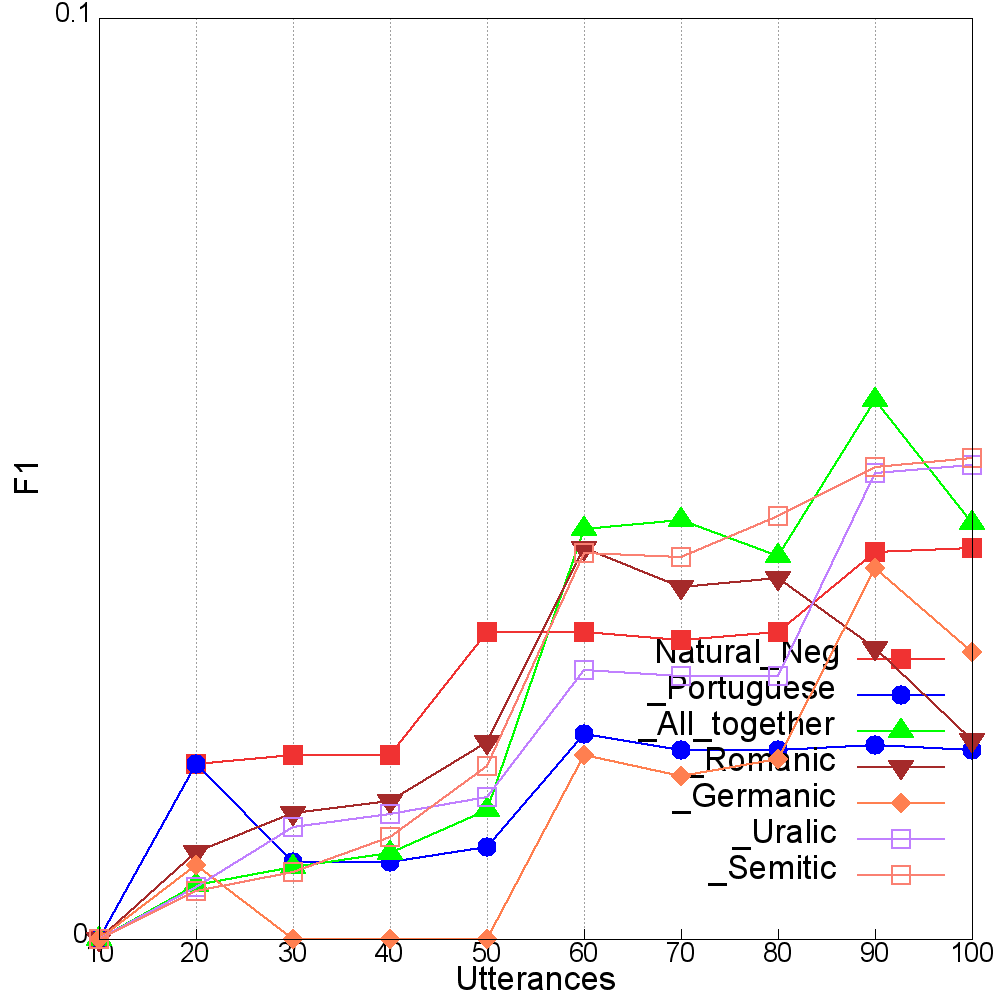 0.1
F1
Natural_Neg
_Portuguese
_All_together
_Romanic
_Germanic
_Uralic
_Semitic
0
10 20 30 40 50 60 70 80 90 100
Utterances